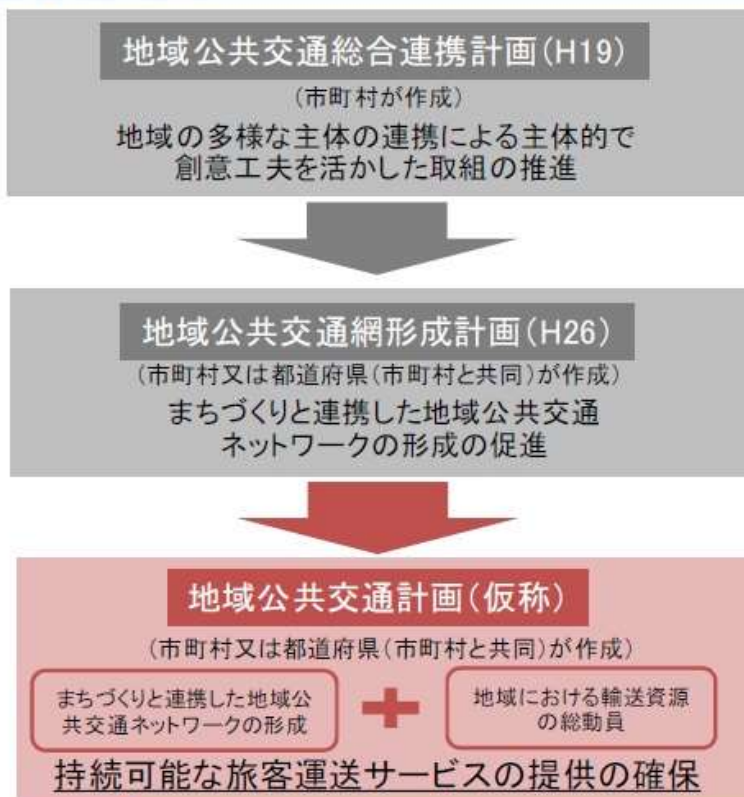 地域公共交通総合連携計画(H19)
(市町村が作成)
地域の多様な主体の連携による主体的で
創意工夫を活かした取組の推進
地域公共交通網形成計画(H26)
(市町村又は都道府県(市町村と共同)が作成)
まちづくりと連携した地域公共交通
ネットワークの形成の促進
地域公共交通計画(仮称)
(市町村又は都道府県(市町村と共同)が作成)
まちづくりと連携した地域公
共交通ネットワークの形成
地域における輸送資源
の総動員
持続可能な旅客運送サービスの提供の確保